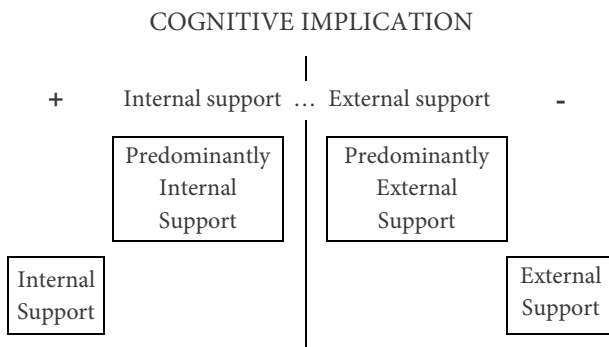 COGNITIVE IMPLICATION
+ Internal support … External support -
Predominantly
Internal
Support
Predominantly
External
Support
Internal
Support
External
Support